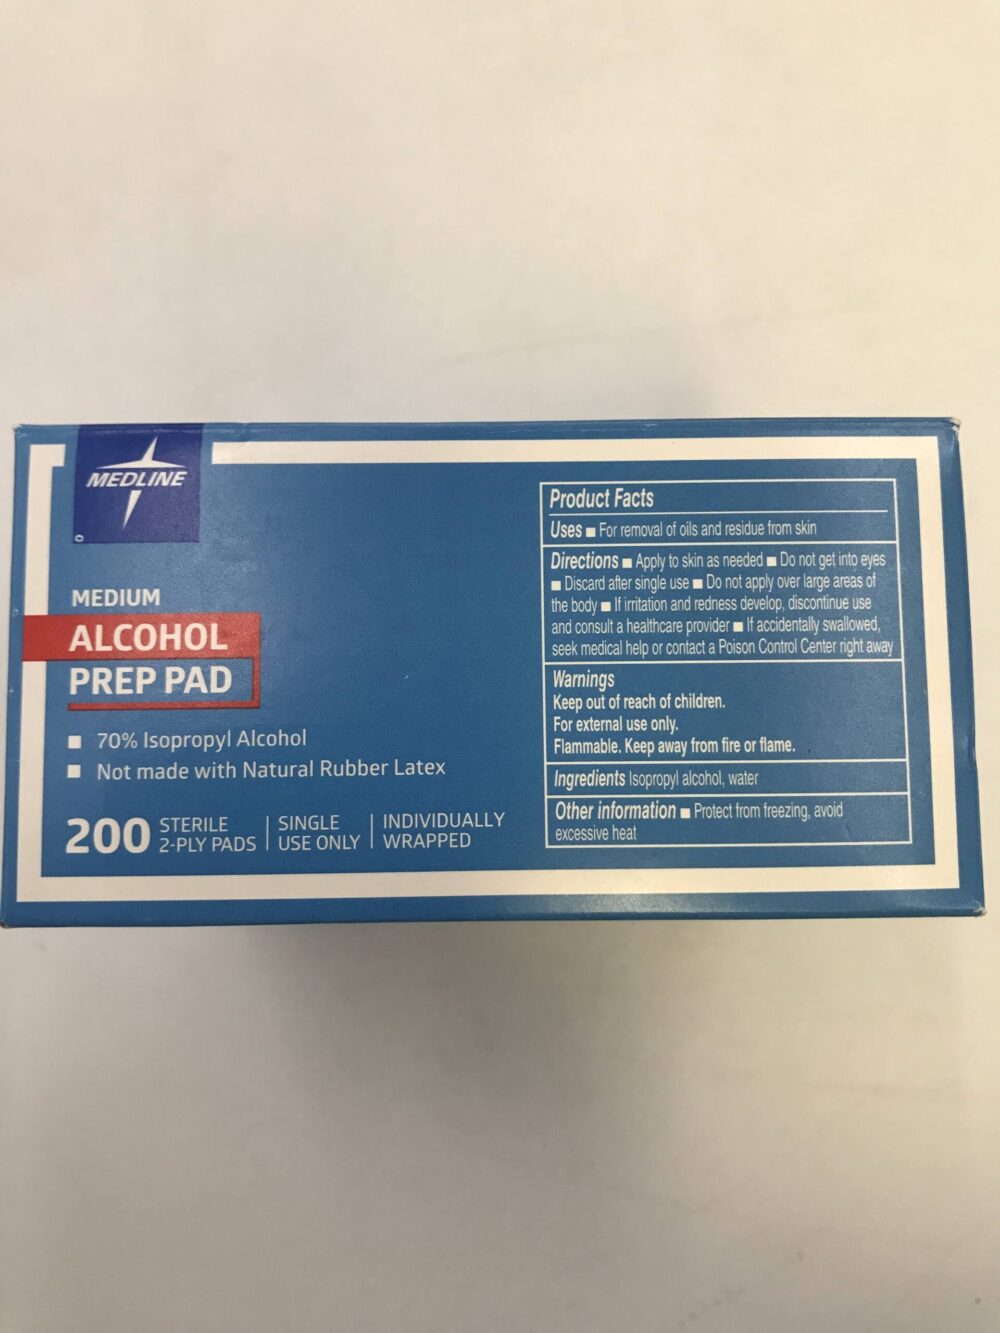 MEDLINE
MEDIUM
ALCOHOL
PREP PAD
■ 70% Isopropyl Alcohol
■ Not made with Natural Rubber Latex
200 STERILE 2-PLY PADS | SINGLE USE ONLY | INDIVIDUALLY WRAPPED
Product Facts
Uses ■ For removal of oils and residue from skin
Directions ■ Apply to skin as needed ■ Do not get into eyes
■ Discard after single use ■ Do not apply over large areas of
the body ■ If irritation and redness develop, discontinue use
and consult a healthcare provider ■ If accidentally swallowed,
seek medical help or contact a Poison Control Center right away
Warnings
Keep out of reach of children.
For external use only.
Flammable. Keep away from fire or flame.
Ingredients Isopropyl alcohol, water
Other information ■ Protect from freezing, avoid
excessive heat